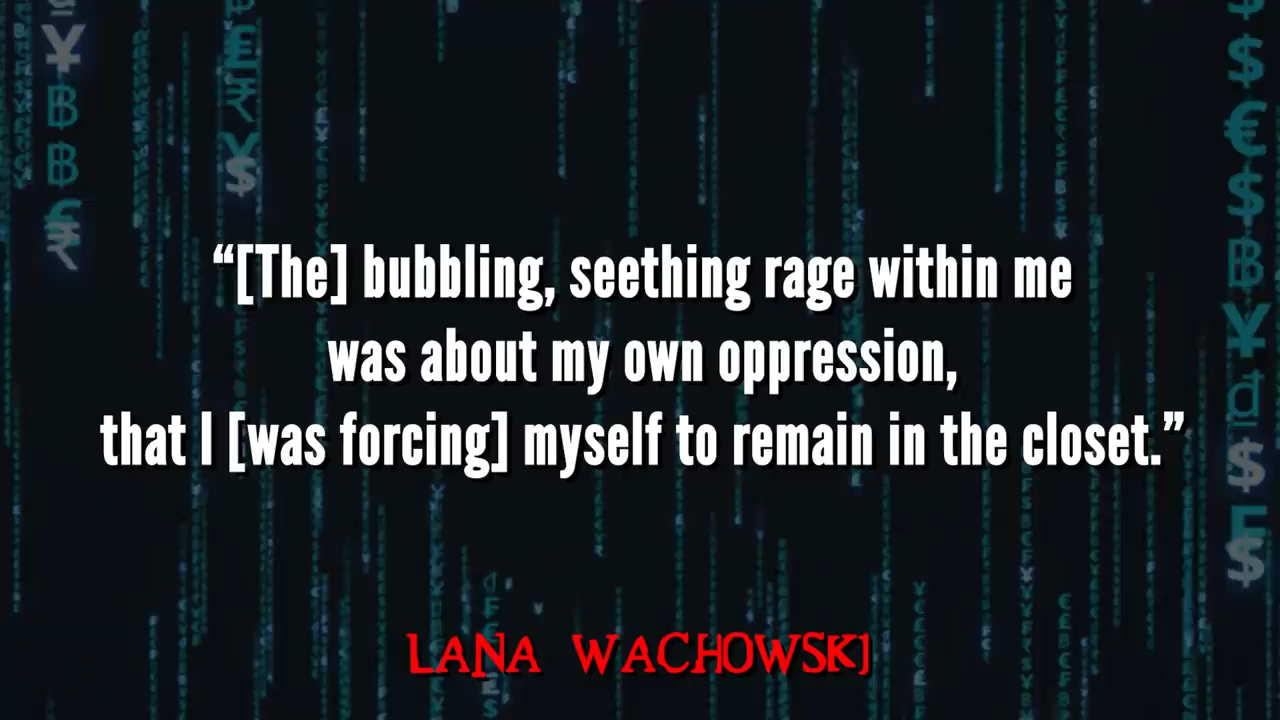 “[The] bubbling, seething rage within me
was about my own oppression,
that I [was forcing] myself to remain in the closet.”
LANA WACHOWSKI